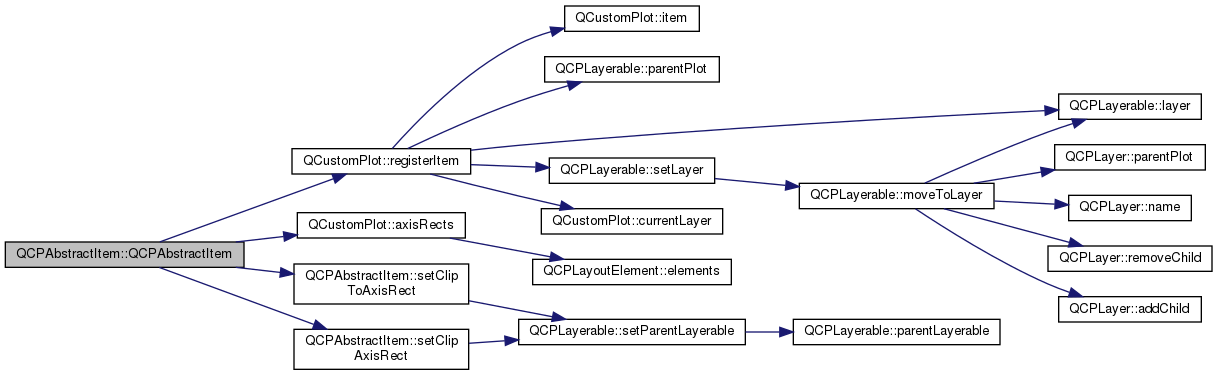 QCPAbstractItem::QCPAbstractItem
QCustomPlot::registerItem
QCustomPlot::axisRects
QCPAbstractItem::setClip
ToAxisRect
QCPAbstractItem::setClip
AxisRect
QCustomPlot::item
QCPLayerable::parentPlot
QCPLayerable::setLayer
QCustomPlot::currentLayer
QCPLayoutElement::elements
QCPLayerable::setParentLayerable
QCPLayerable::moveToLayer
QCPLayerable::parentLayerable
QCPLayerable::layer
QCPLayer::parentPlot
QCPLayer::name
QCPLayer::removeChild
QCPLayer::addChild